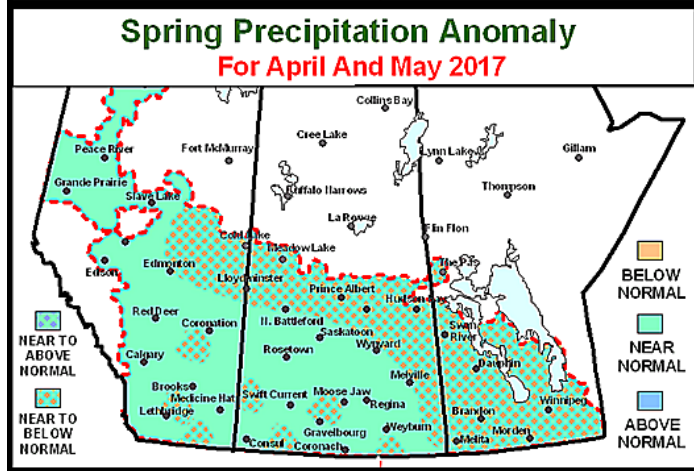 Spring Precipitation Anomaly
For April And May 2017
Collins Bay
Cree Lake
Peace River
Fort McMurray
Lynn Lake
Gillam
Grande Prairie
Slave Lake
Buffalo Narrows
Thompson
La Ronge
Flin Flon
Cold Lake
Meadow Lake
The Pas
Edson
Edmonton
Lloydminster
Prince Albert
Hudson Bay
BELOW
NORMAL
Red Deer
Coronation
N. Battleford
Saskatoon
Swan
River
NEAR TO
ABOVE
NORMAL
Calgary
Rosetown
Wynyard
Dauphin
NEAR
NORMAL
Brooks
Melville
Medicine Hat
Swift Current
Moose Jaw
Regina
Brandon
Winnipeg
Lethbridge
NEAR TO
BELOW
NORMAL
Gravelbourg
Weyburn
Melita
Morden
Consul
Coronach
ABOVE
NORMAL